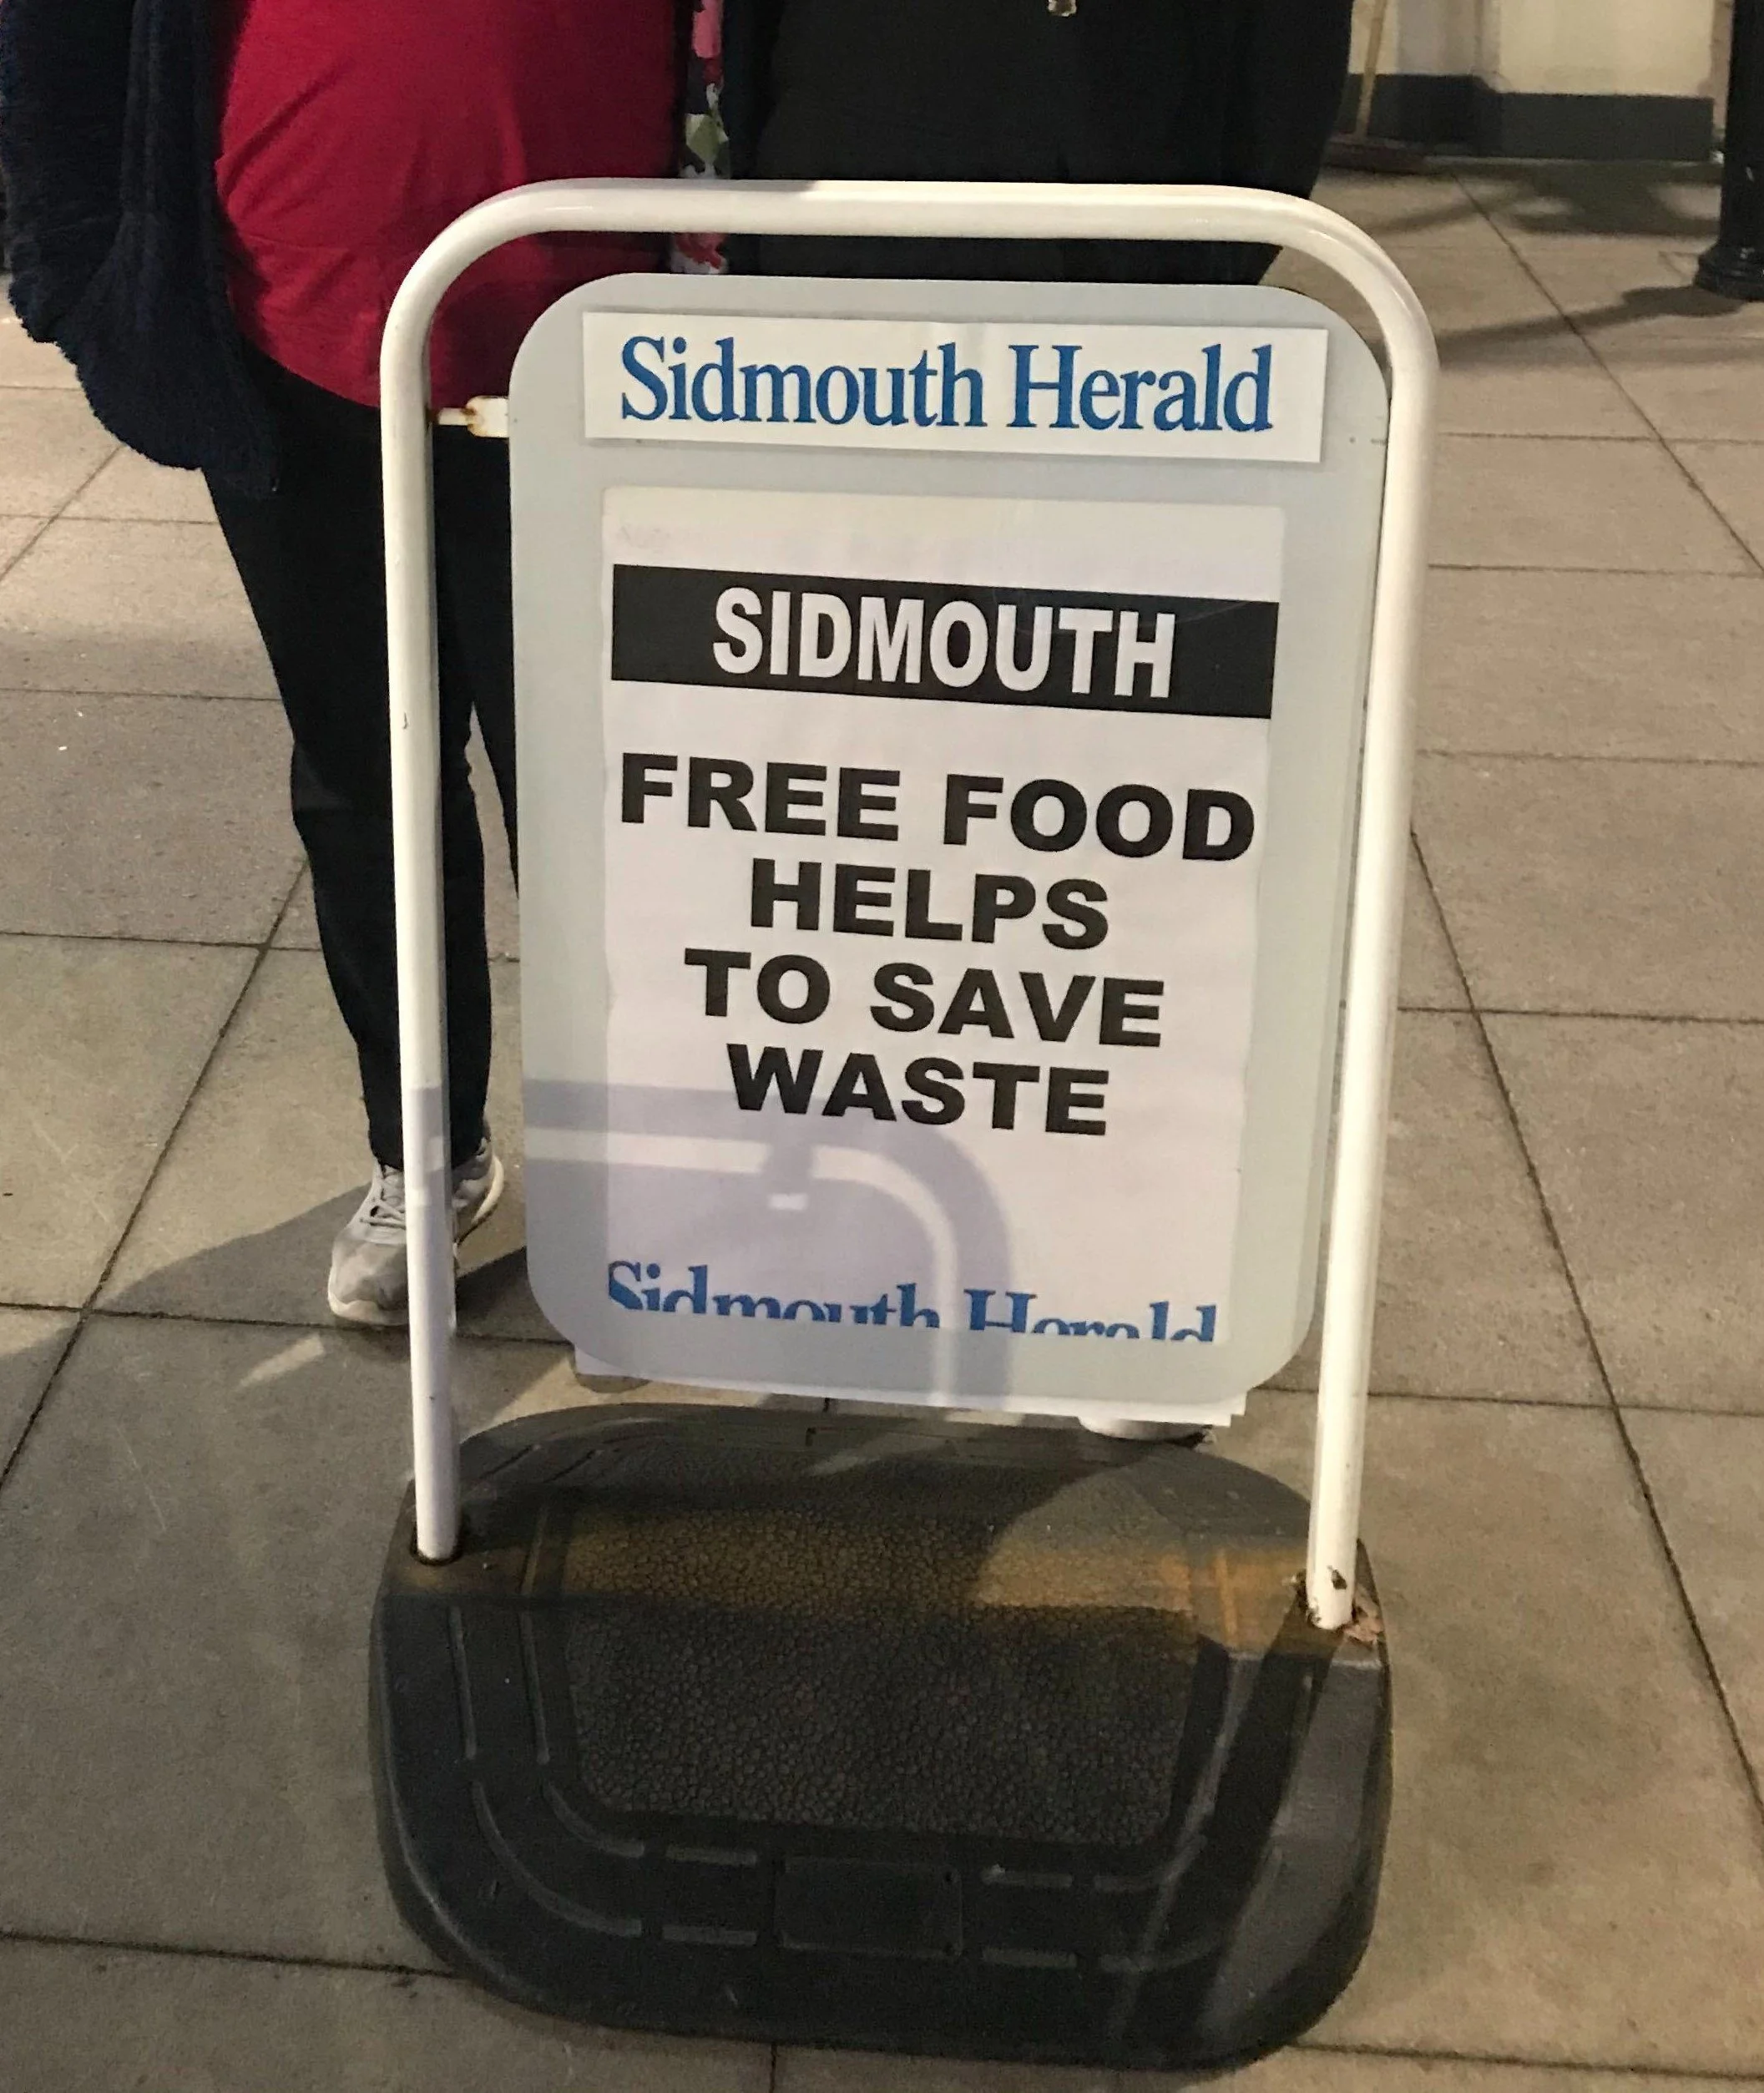 Sidmouth Herald
SIDMOUTH
FREE FOOD
HELPS
TO SAVE
WASTE
Sidmouth Herald